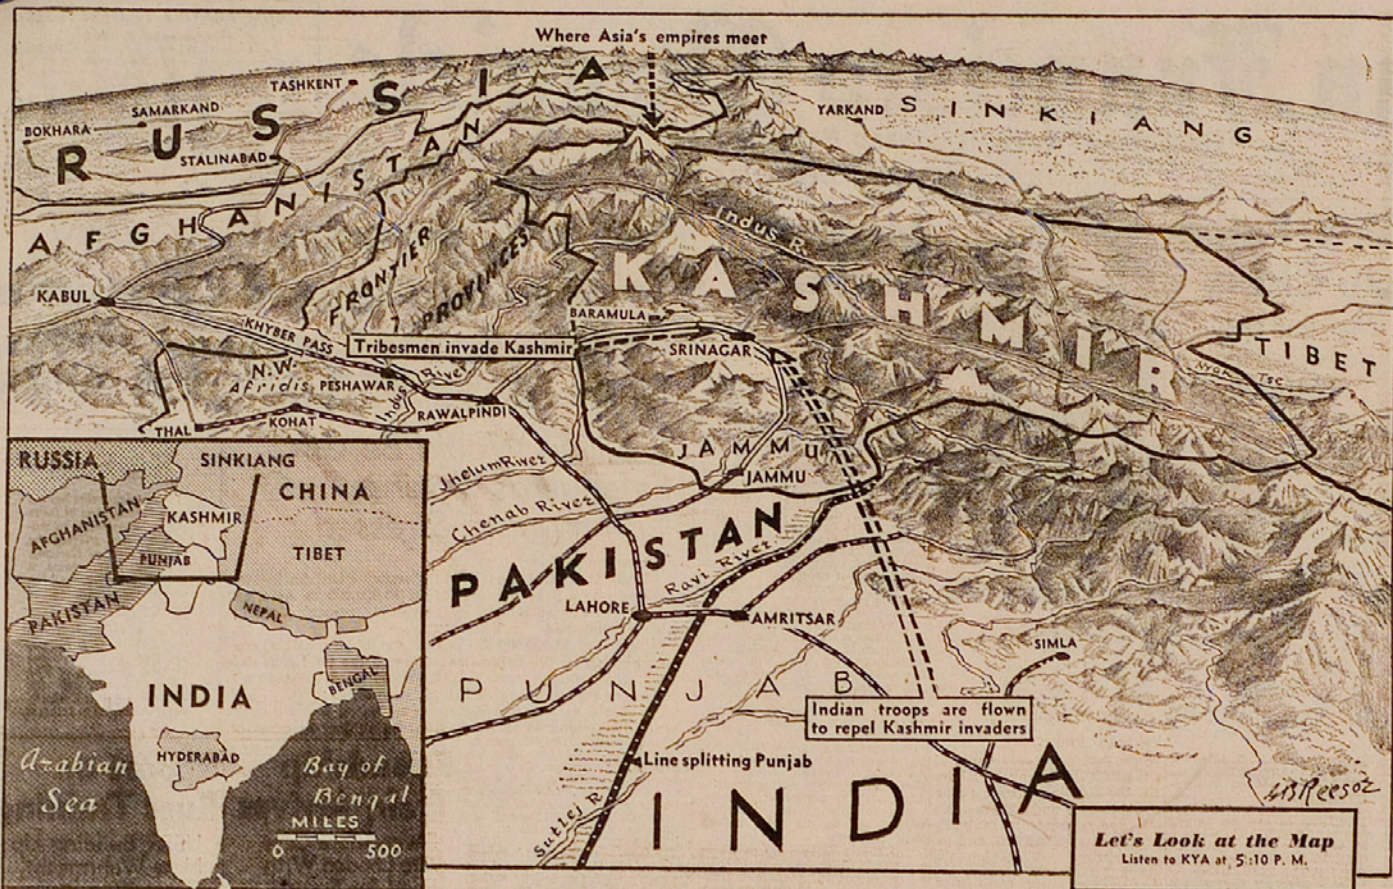 Where Asia's empires meet
RUSSIA
TASHKENT
SAMARKAND
BOKHARA
STALINABAD
YARKAND
SINKIANG
AFGHANISTAN
KABUL
KHYBER PASS
FRONTIER
PROVINCES
N.W.
Afridis
PESHAWAR
Indus
River
Tribesmen invade Kashmir
Indus R.
KASHMIR
BARAMULA
SRINAGAR
TIBET
THAL
KOHAT
RAWALPINDI
JAMMU
JAMMU
Jhelum River
Chenab River
PAKISTAN
Ravi River
LAHORE
AMRITSAR
SIMLA
PUNJAB
Indian troops are flown
to repel Kashmir invaders
Line splitting Punjab
Sutlej R.
INDIA
RUSSIA
SINKIANG
CHINA
AFGHANISTAN
KASHMIR
PUNJAB
TIBET
PAKISTAN
NEPAL
INDIA
BENGAL
HYDERABAD
Arabian
Sea
Bay of
Bengal
MILES
0 500
Let's Look at the Map
Listen to KYA at 5:10 P. M.